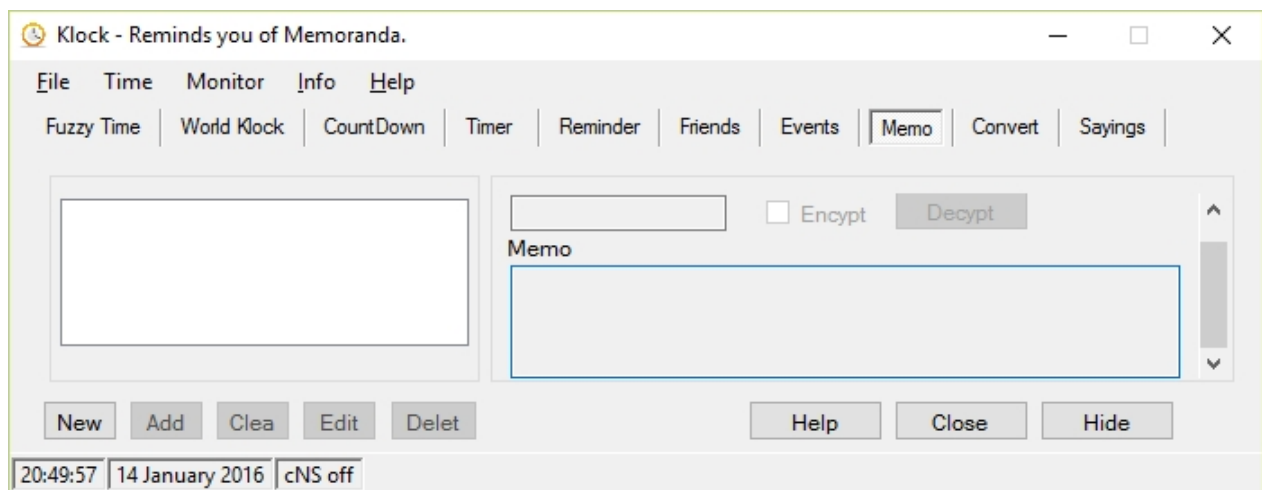 Klock - Reminds you of Memoranda.
File Time Monitor Info Help
Fuzzy Time World Klock CountDown Timer Reminder Friends Events Memo Convert Sayings
Encypt Decypt
Memo
New Add Clea Edit Delet Help Close Hide
20:49:57 14 January 2016 cNS off